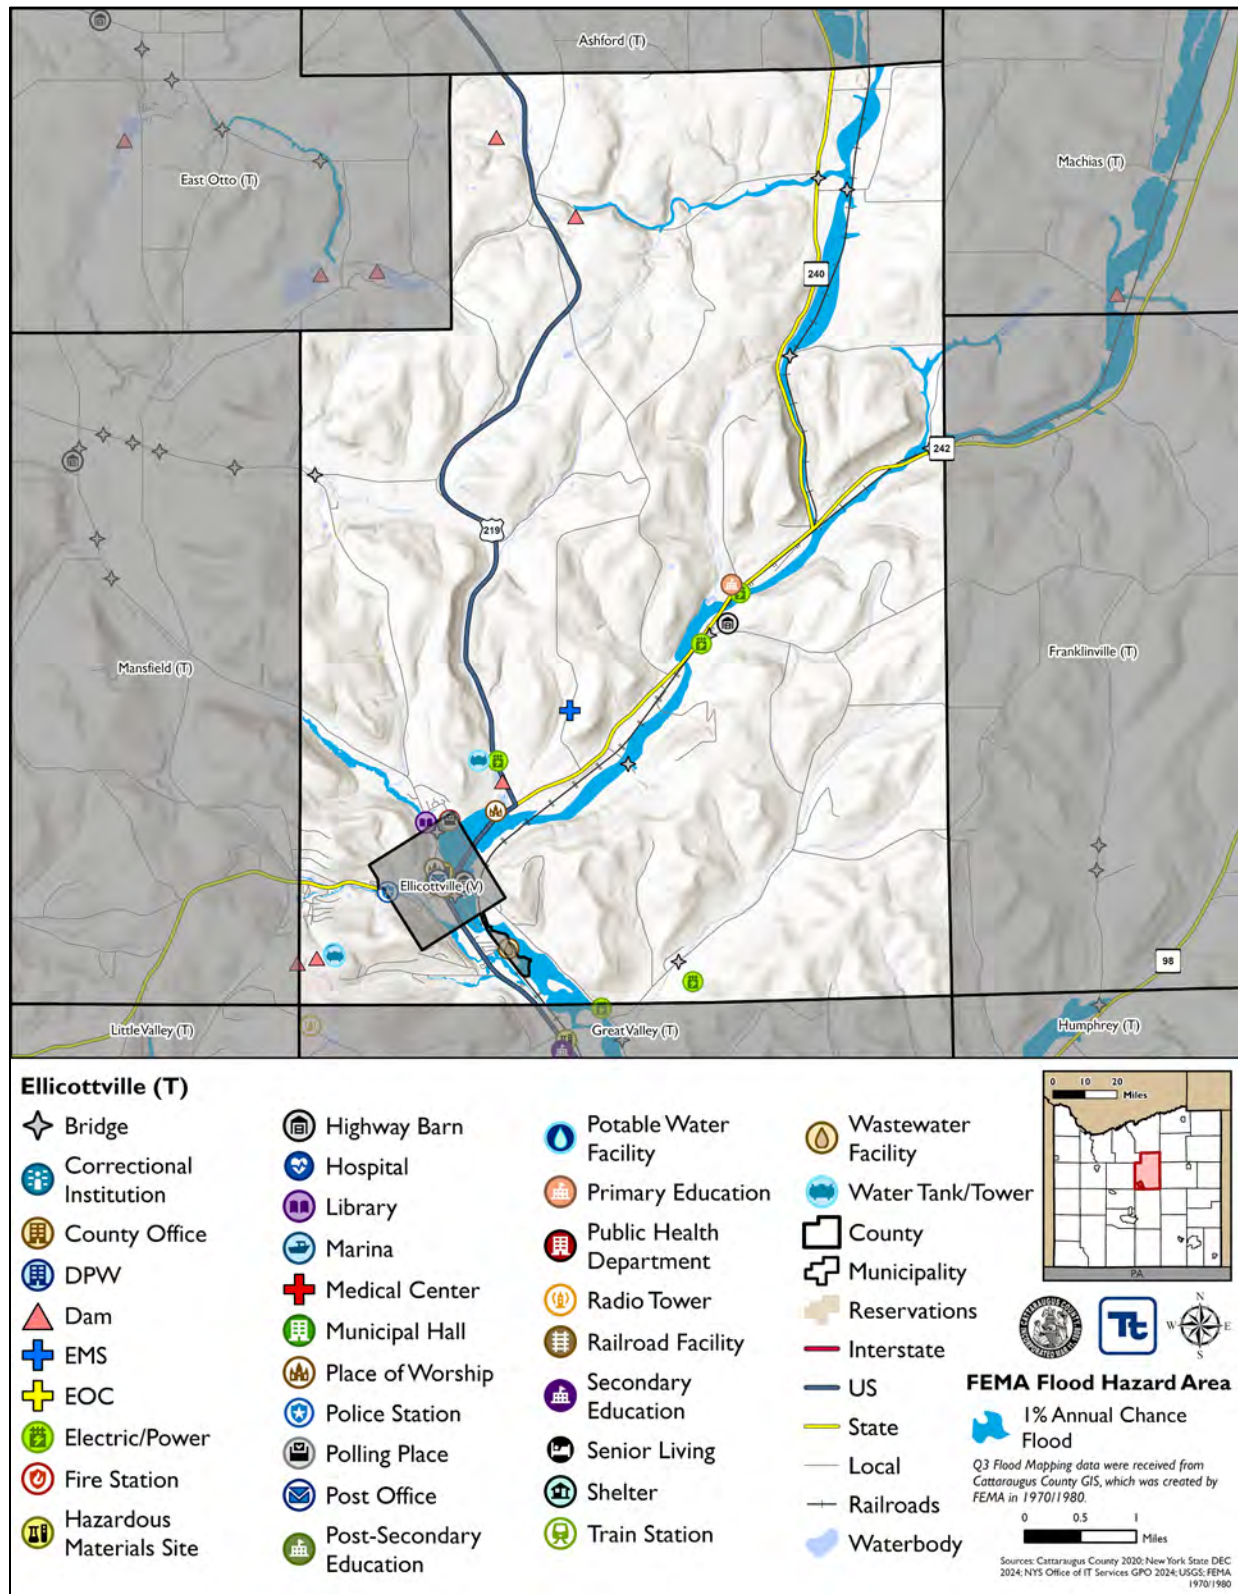 Ashford (T)
East Otto (T)
Machias (T)
240
242
219
Mansfield (T)
Franklinville (T)
Ellicottville (V)
98
Little Valley (T)
Great Valley (T)
Humphrey (T)
Ellicottville (T)
Bridge
Correctional
Institution
County Office
DPW
Dam
EMS
EOC
Electric/Power
Fire Station
Hazardous
Materials Site
Highway Barn
Hospital
Library
Marina
Medical Center
Municipal Hall
Place of Worship
Police Station
Polling Place
Post Office
Post-Secondary
Education
Potable Water
Facility
Primary Education
Public Health
Department
Radio Tower
Railroad Facility
Secondary
Education
Senior Living
Shelter
Train Station
Wastewater
Facility
Water Tank/Tower
County
Municipality
Reservations
Interstate
US
State
Local
Railroads
Waterbody
0 10 20
Miles
PA
Tt
N
W E
S
FEMA Flood Hazard Area
1% Annual Chance
Flood
Q3 Flood Mapping data were received from
Cattaraugus County GIS, which was created by
FEMA in 1970/1980.
0 0.5 1
Miles
Sources: Cattaraugus County 2020; New York State DEC
2024; NYS Office of IT Services GPO 2024; USGS; FEMA
1970/1980